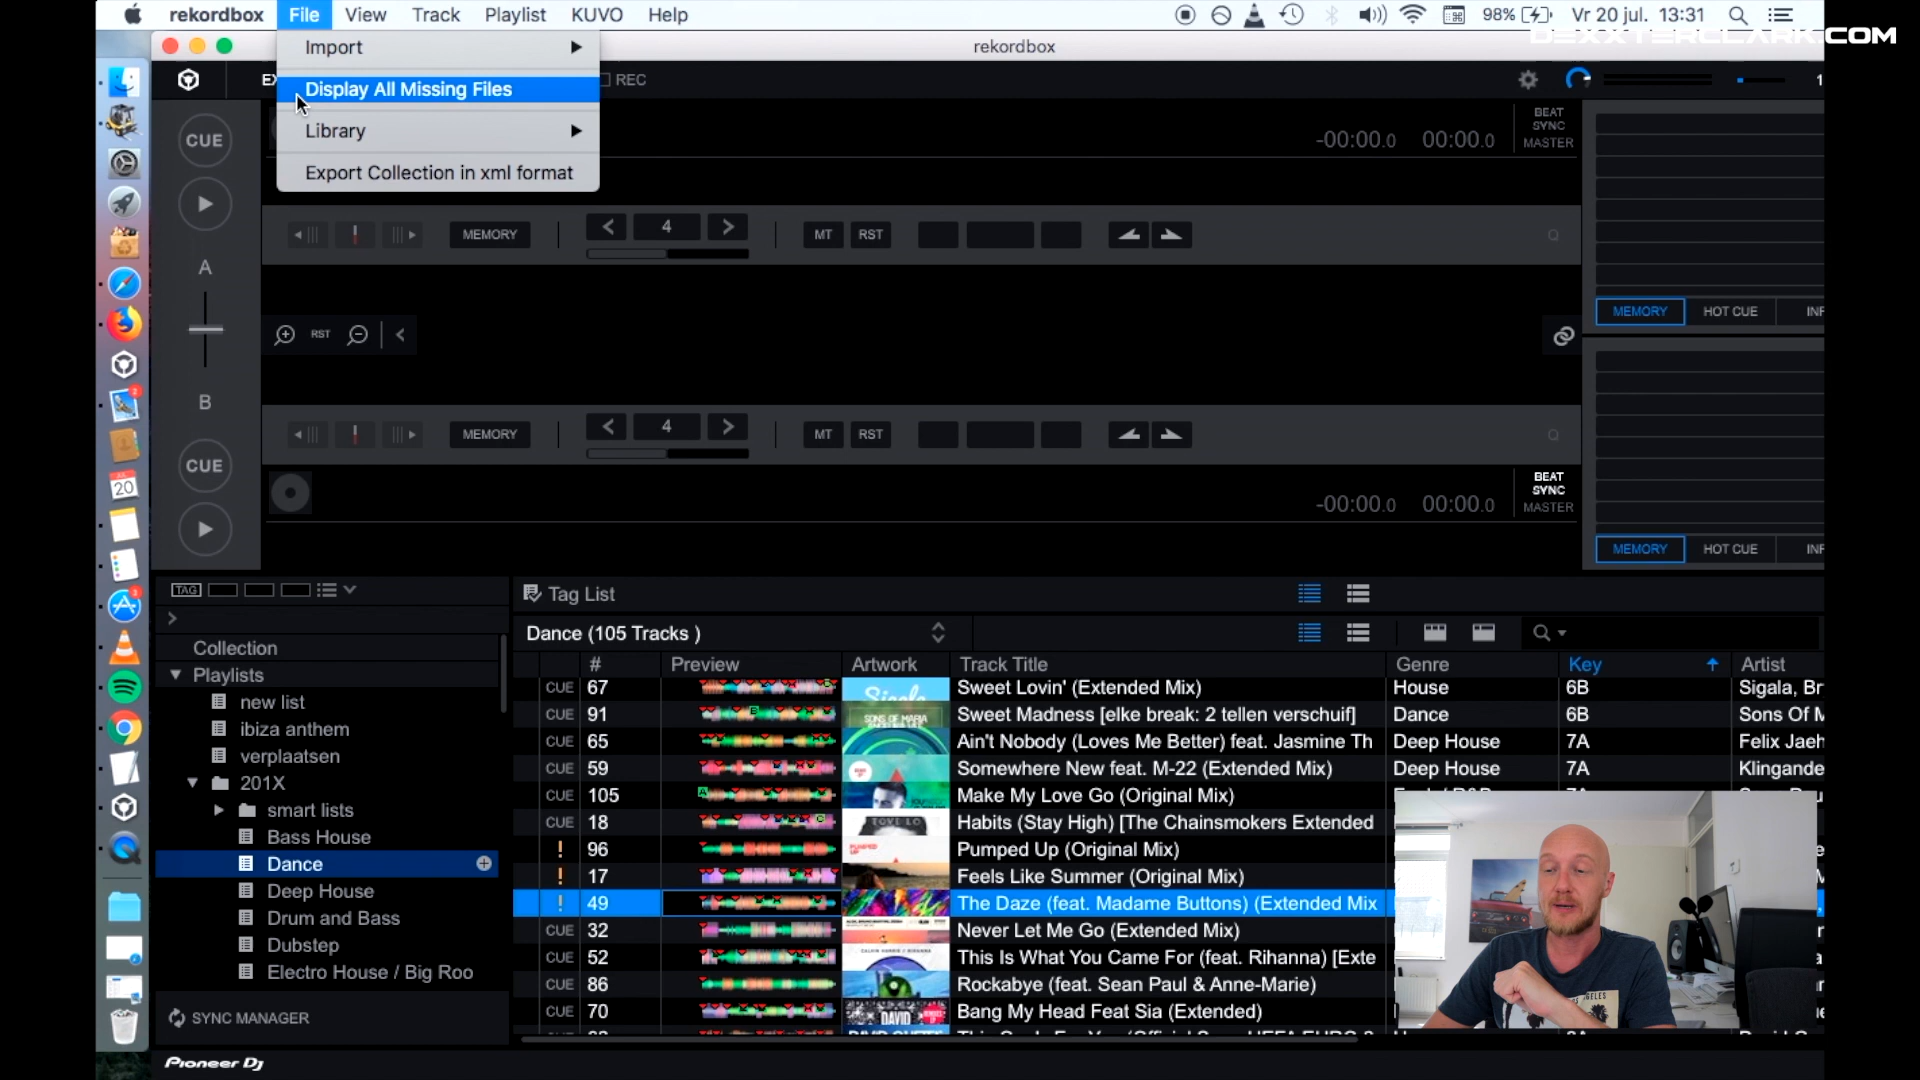 rekordbox File View Track Playlist KUVO Help 98% Vr 20 jul. 13:31
DEXXTERCLARK.COM
rekordbox
Import
EX REC
Display All Missing Files
Library
Export Collection in xml format
CUE
-00:00.0 00:00.0
BEAT
SYNC
MASTER
MEMORY 4 MT RST Q
A
MEMORY HOT CUE INF
RST
B
MEMORY 4 MT RST Q
CUE
-00:00.0 00:00.0
BEAT
SYNC
MASTER
20
MEMORY HOT CUE INF
TAG
Tag List
Dance (105 Tracks )
Collection
Playlists
new list
ibiza anthem
verplaatsen
201X
smart lists
Bass House
Dance
Deep House
Drum and Bass
Dubstep
Electro House / Big Roo
SYNC MANAGER
Pioneer Dj
# Preview Artwork Track Title Genre Key Artist
CUE 67 Sweet Lovin' (Extended Mix) House 6B Sigala, Br
CUE 91 Sweet Madness [elke break: 2 tellen verschuif] Dance 6B Sons Of M
CUE 65 Ain't Nobody (Loves Me Better) feat. Jasmine Th Deep House 7A Felix Jaeh
CUE 59 Somewhere New feat. M-22 (Extended Mix) Deep House 7A Klingande
CUE 105 Make My Love Go (Original Mix)
CUE 18 Habits (Stay High) [The Chainsmokers Extended
! 96 Pumped Up (Original Mix)
! 17 Feels Like Summer (Original Mix)
! 49 The Daze (feat. Madame Buttons) (Extended Mix
CUE 32 Never Let Me Go (Extended Mix)
CUE 52 This Is What You Came For (feat. Rihanna) [Exte
CUE 86 Rockabye (feat. Sean Paul & Anne-Marie)
CUE 70 Bang My Head Feat Sia (Extended)